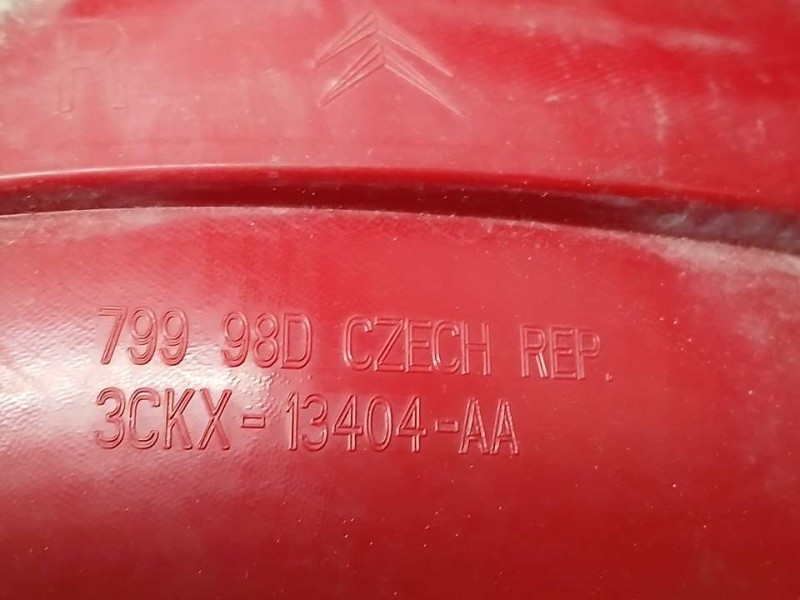 R
799 98D CZECH REP.
3CKX-13404-AA